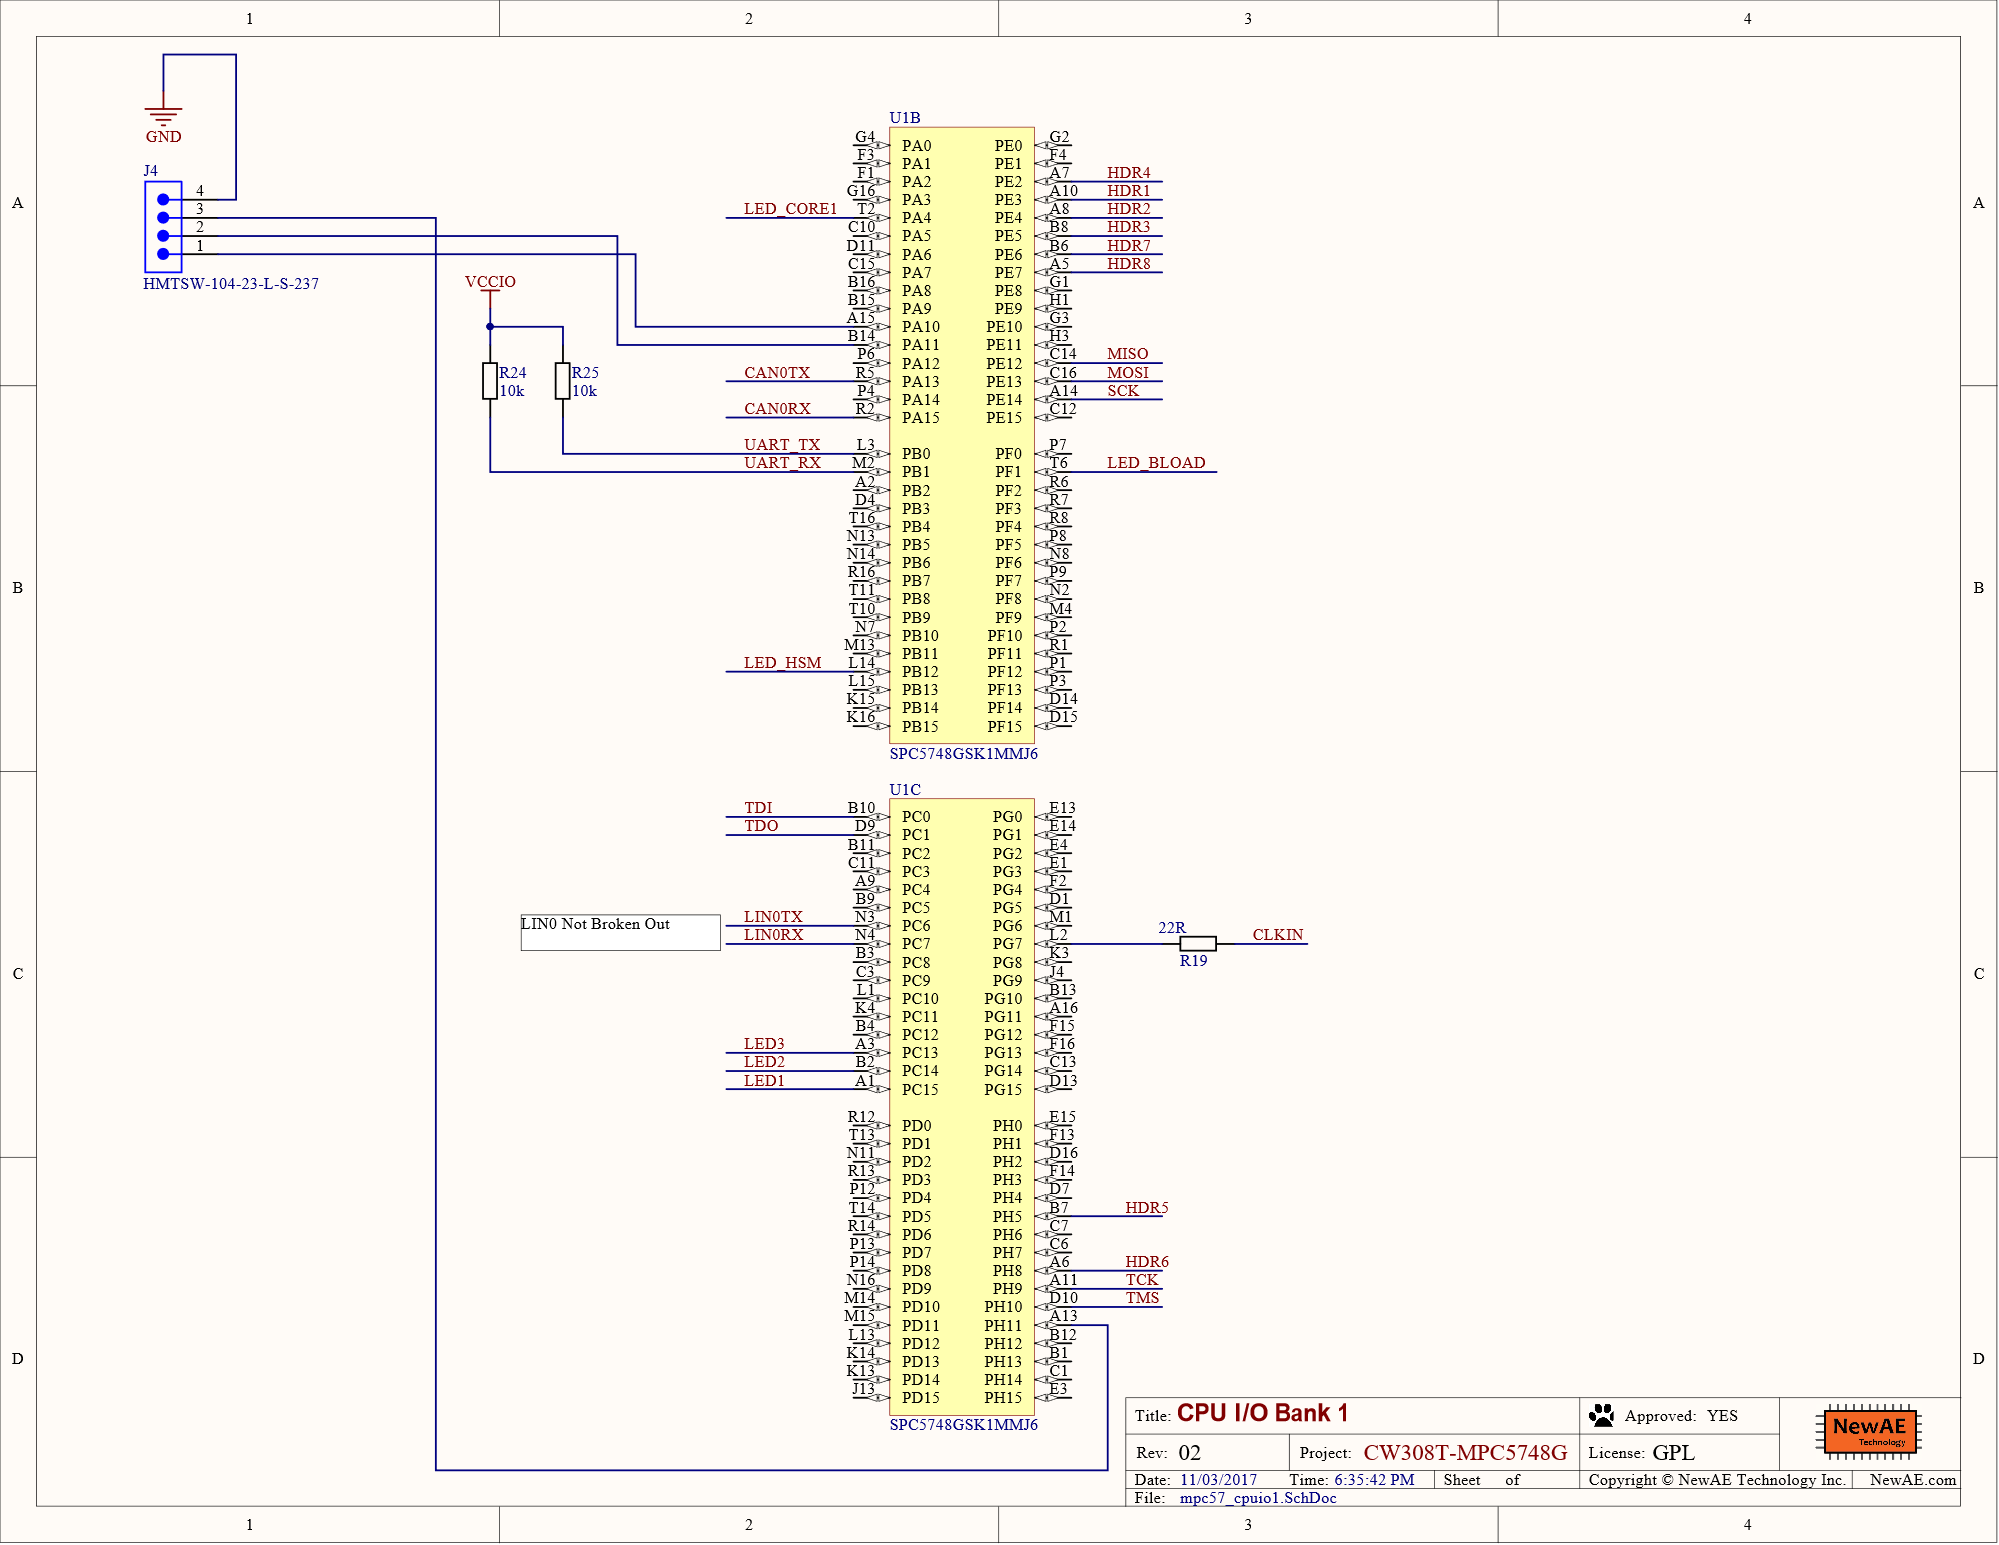 1 2 3 4
A
B
C
D
A
B
C
D
GND
J4
4
3
2
1
HMTSW-104-23-L-S-237
VCCIO
R24
10k
R25
10k
U1B
G4 PA0 PE0 G2
F3 PA1 PE1 F4
F1 PA2 PE2 A7 HDR4
G16 PA3 PE3 A10 HDR1
LED_CORE1 T2 PA4 PE4 A8 HDR2
C10 PA5 PE5 B8 HDR3
D11 PA6 PE6 B6 HDR7
C15 PA7 PE7 A5 HDR8
B16 PA8 PE8 G1
B15 PA9 PE9 H1
A15 PA10 PE10 G3
B14 PA11 PE11 H3
P6 PA12 PE12 C14 MISO
CAN0TX R5 PA13 PE13 C16 MOSI
P4 PA14 PE14 A14 SCK
CAN0RX R2 PA15 PE15 C12
UART_TX L3 PB0 PF0 P7
UART_RX M2 PB1 PF1 T6 LED_BLOAD
A2 PB2 PF2 R6
D4 PB3 PF3 R7
T16 PB4 PF4 R8
N13 PB5 PF5 P8
N14 PB6 PF6 N8
R16 PB7 PF7 P9
T11 PB8 PF8 N2
T10 PB9 PF9 M4
N7 PB10 PF10 P2
M13 PB11 PF11 R1
LED_HSM L14 PB12 PF12 P1
L15 PB13 PF13 P3
K15 PB14 PF14 D14
K16 PB15 PF15 D15
SPC5748GSK1MMJ6
U1C
TDI B10 PC0 PG0 E13
TDO D9 PC1 PG1 E14
B11 PC2 PG2 E4
C11 PC3 PG3 E1
A9 PC4 PG4 F2
B9 PC5 PG5 D1
LIN0 Not Broken Out
LIN0TX N3 PC6 PG6 M1
LIN0RX N4 PC7 PG7 L2 22R R19 CLKIN
B3 PC8 PG8 K3
C3 PC9 PG9 J4
L1 PC10 PG10 B13
K4 PC11 PG11 A16
B4 PC12 PG12 F15
LED3 A3 PC13 PG13 F16
LED2 B2 PC14 PG14 C13
LED1 A1 PC15 PG15 D13
R12 PD0 PH0 E15
T13 PD1 PH1 F13
N11 PD2 PH2 D16
R13 PD3 PH3 F14
P12 PD4 PH4 D7
T14 PD5 PH5 B7 HDR5
R14 PD6 PH6 C7
P13 PD7 PH7 C6
P14 PD8 PH8 A6 HDR6
N16 PD9 PH9 A11 TCK
M14 PD10 PH10 D10 TMS
M15 PD11 PH11 A13
L13 PD12 PH12 B12
K14 PD13 PH13 B1
K13 PD14 PH14 C1
J13 PD15 PH15 E3
SPC5748GSK1MMJ6
Title: CPU I/O Bank 1
Approved: YES
Rev: 02 Project: CW308T-MPC5748G License: GPL
NewAE
Technology
Date: 11/03/2017 Time: 6:35:42 PM Sheet of Copyright © NewAE Technology Inc. NewAE.com
File: mpc57_cpuio1.SchDoc
1 2 3 4